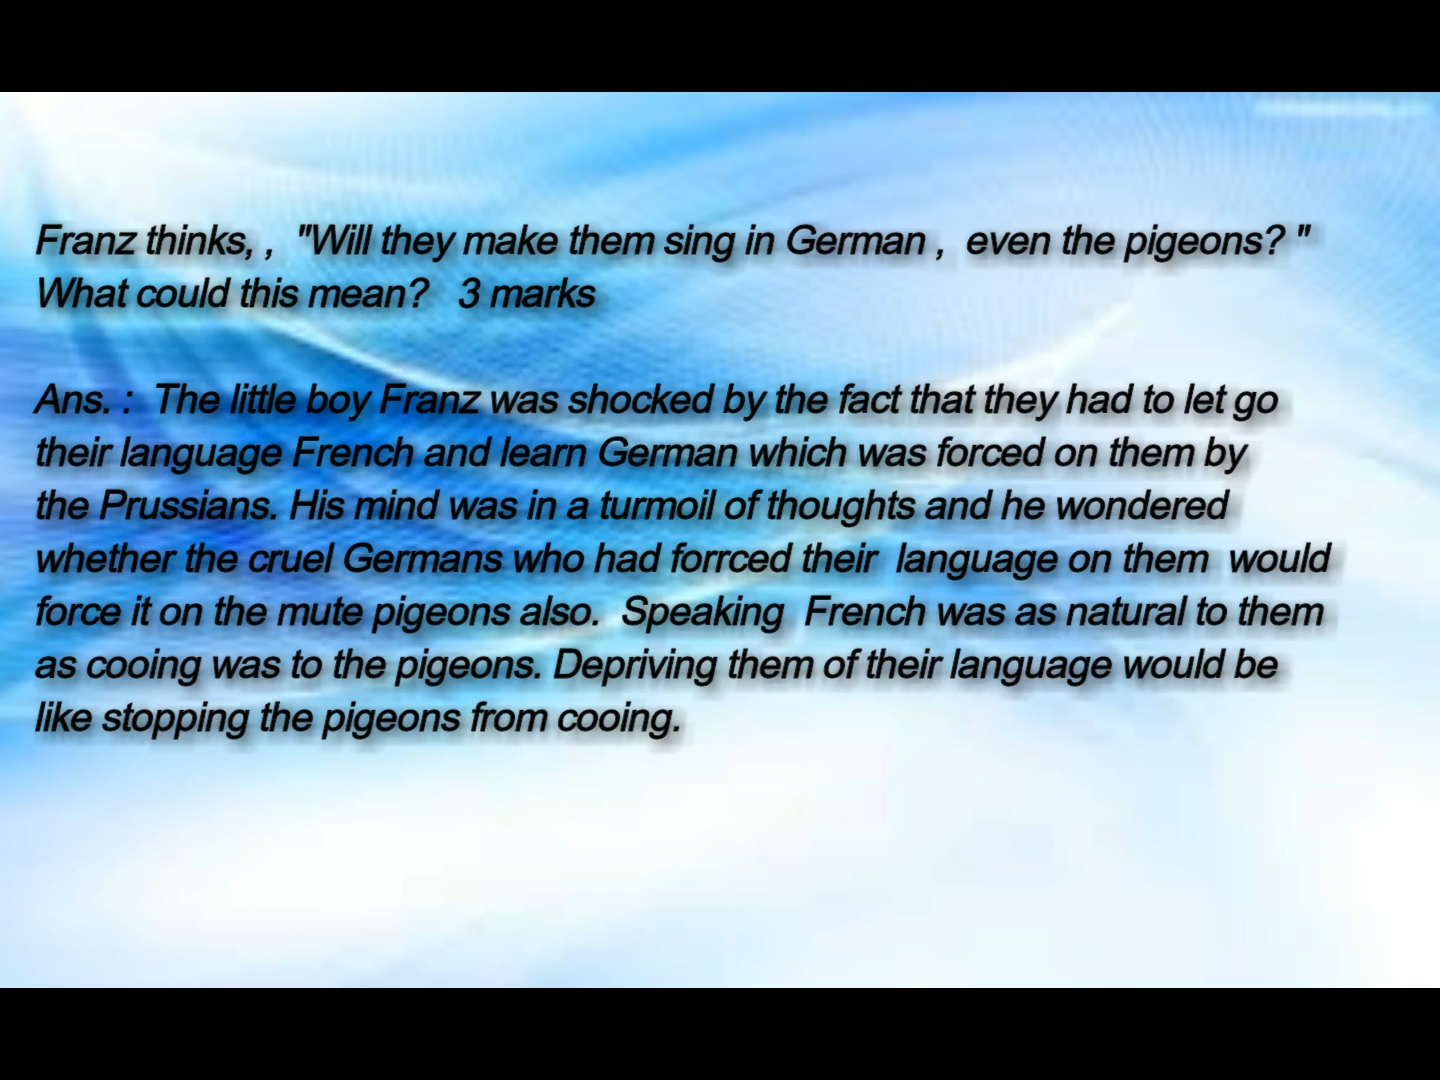 Franz thinks, ,  "Will they make them sing in German ,  even the pigeons? "
What could this mean?   3 marks
Ans. :  The little boy Franz was shocked by the fact that they had to let go
their language French and learn German which was forced on them by
the Prussians. His mind was in a turmoil of thoughts and he wondered
whether the cruel Germans who had forrced their  language on them  would
force it on the mute pigeons also.  Speaking  French was as natural to them
as cooing was to the pigeons. Depriving them of their language would be
like stopping the pigeons from cooing.